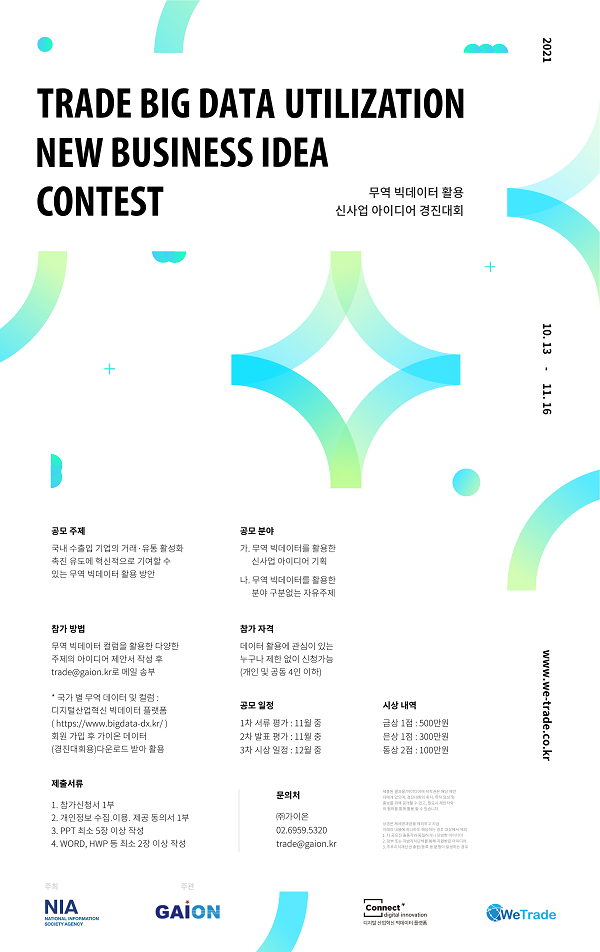 2021
TRADE BIG DATA UTILIZATION
NEW BUSINESS IDEA
CONTEST
무역 빅데이터 활용
신사업 아이디어 경진대회
10. 13 - 11. 16
www.we-trade.co.kr
공모 주제
국내 수출입 기업의 거래·유통 활성화
촉진 유도에 혁신적으로 기여할 수
있는 무역 빅데이터 활용 방안
공모 분야
가. 무역 빅데이터를 활용한
신사업 아이디어 기획
나. 무역 빅데이터를 활용한
분야 구분없는 자유주제
참가 방법
무역 빅데이터 컬럼을 활용한 다양한
주제의 아이디어 제안서 작성 후
trade@gaion.kr로 메일 송부
* 국가 별 무역 데이터 및 컬럼 :
디지털산업혁신 빅데이터 플랫폼
( https://www.bigdata-dx.kr/ )
회원 가입 후 가이온 데이터
(경진대회용)다운로드 받아 활용
참가 자격
데이터 활용에 관심이 있는
누구나 제한 없이 신청가능
(개인 및 공동 4인 이하)
공모 일정
1차 서류 평가 : 11월 중
2차 발표 평가 : 11월 중
3차 시상 일정 : 12월 중
시상 내역
금상 1점 : 500만원
은상 1점 : 300만원
동상 2점 : 100만원
제출서류
1. 참가신청서 1부
2. 개인정보 수집.이용. 제공 동의서 1부
3. PPT 최소 5장 이상 작성
4. WORD, HWP 등 최소 2장 이상 작성
문의처
㈜가이온
02.6959.5320
trade@gaion.kr
주최
주관
NIA
NATIONAL INFORMATION
SOCIETY AGENCY
GAiON
Connect
digital innovation
디지털 산업혁신 빅데이터 플랫폼
WeTrade